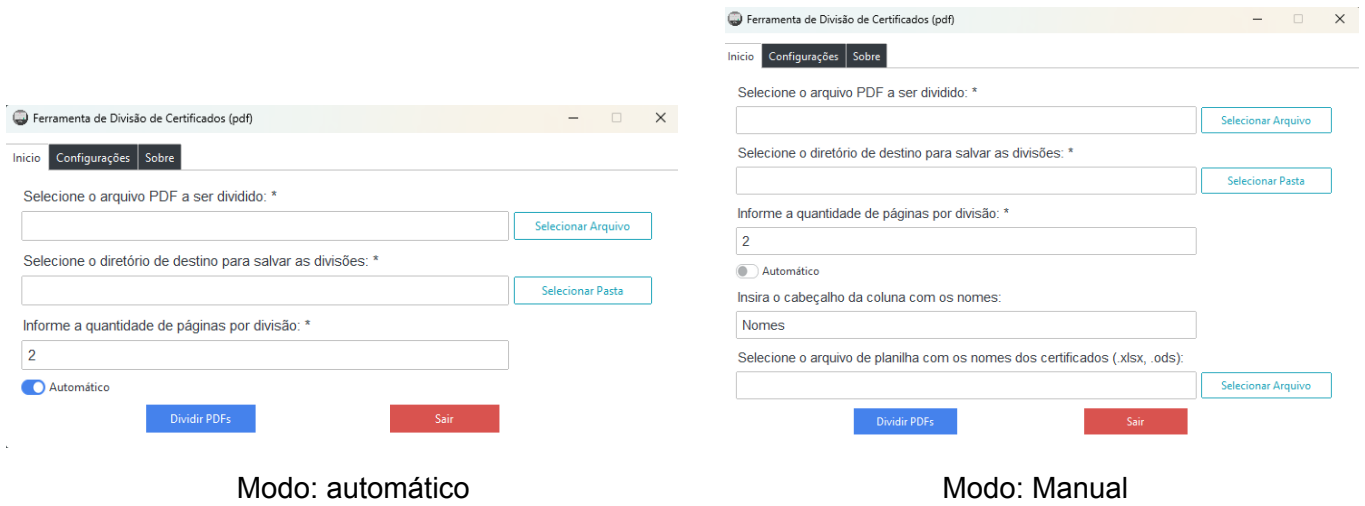 Ferramenta de Divisão de Certificados (pdf)
Inicio Configurações Sobre
Selecione o arquivo PDF a ser dividido: *
Selecionar Arquivo
Selecione o diretório de destino para salvar as divisões: *
Selecionar Pasta
Informe a quantidade de páginas por divisão: *
2
Automático
Dividir PDFs Sair
Modo: automático
Ferramenta de Divisão de Certificados (pdf)
Inicio Configurações Sobre
Selecione o arquivo PDF a ser dividido: *
Selecionar Arquivo
Selecione o diretório de destino para salvar as divisões: *
Selecionar Pasta
Informe a quantidade de páginas por divisão: *
2
Automático
Insira o cabeçalho da coluna com os nomes:
Nomes
Selecione o arquivo de planilha com os nomes dos certificados (.xlsx, .ods):
Selecionar Arquivo
Dividir PDFs Sair
Modo: Manual